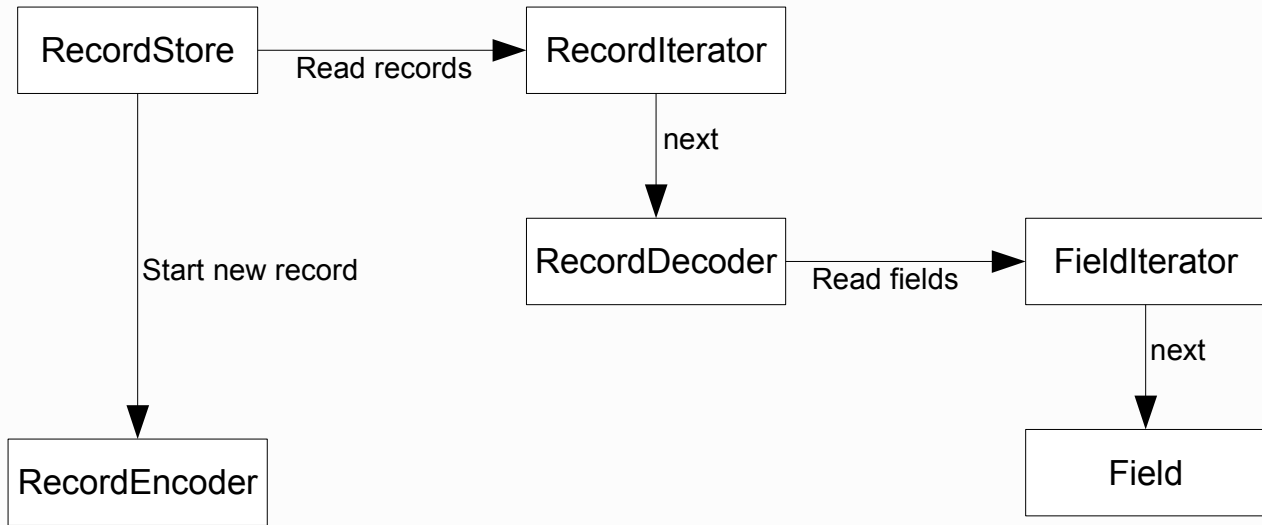 RecordStore
Read records
RecordIterator
next
Start new record
RecordDecoder
Read fields
FieldIterator
next
RecordEncoder
Field